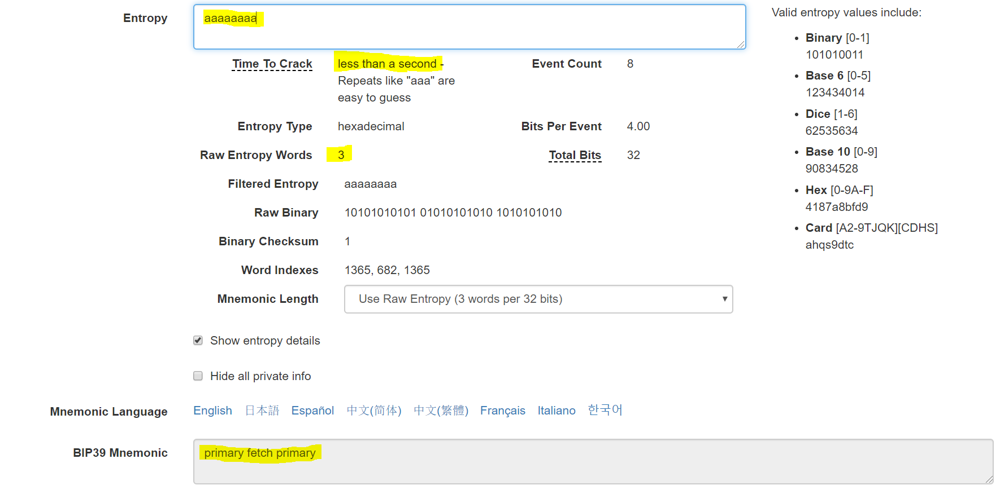 Entropy
aaaaaaaa
Time To Crack
less than a second -
Repeats like "aaa" are
easy to guess
Event Count
8
Entropy Type
hexadecimal
Bits Per Event
4.00
Raw Entropy Words
3
Total Bits
32
Filtered Entropy
aaaaaaaa
Raw Binary
10101010101 01010101010 1010101010
Binary Checksum
1
Word Indexes
1365, 682, 1365
Mnemonic Length
Use Raw Entropy (3 words per 32 bits)
Show entropy details
Hide all private info
Mnemonic Language
English 日本語 Español 中文(简体) 中文(繁體) Français Italiano 한국어
BIP39 Mnemonic
primary fetch primary
Valid entropy values include:
Binary [0-1]
101010011
Base 6 [0-5]
123434014
Dice [1-6]
62535634
Base 10 [0-9]
90834528
Hex [0-9A-F]
4187a8bfd9
Card [A2-9TJQK][CDHS]
ahqs9dtc